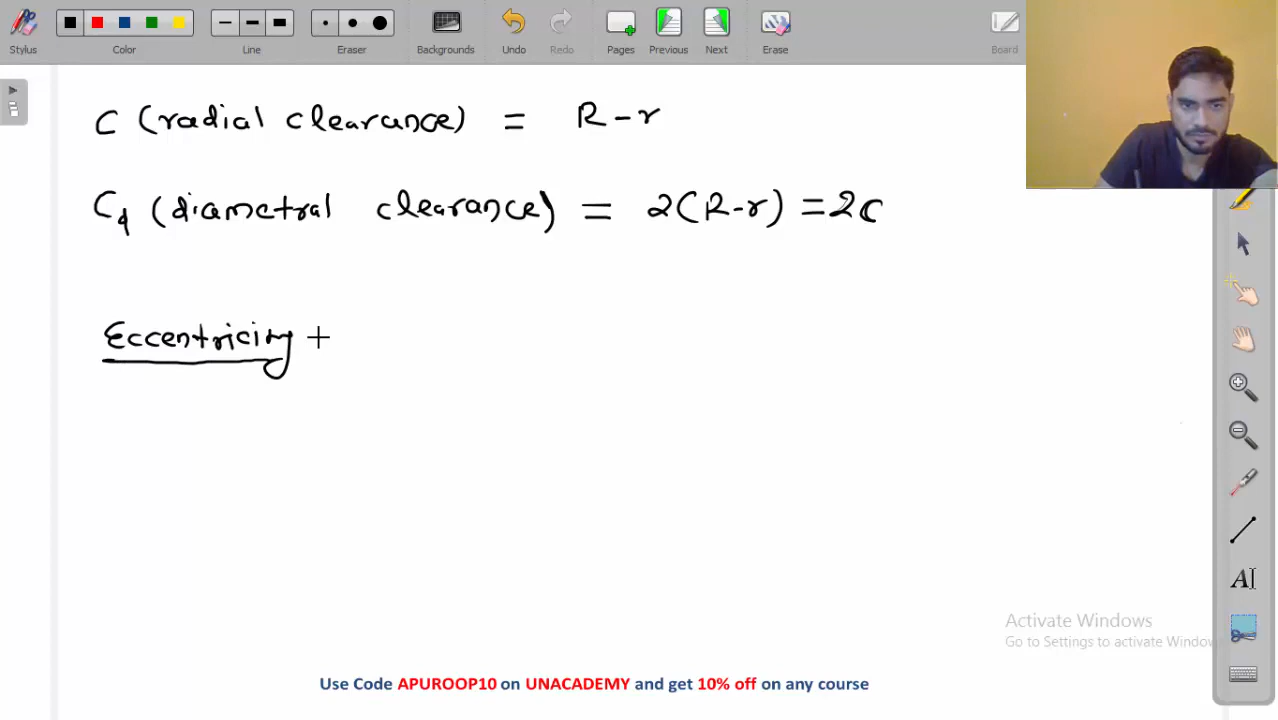 Stylus Color Line Eraser Backgrounds Undo Redo Pages Previous Next Erase Board
C (radial clearance) = R-r
Cd (diametral clearance) = 2(R-r) = 2c
Eccentricity +
AI
Activate Windows
Go to Settings to activate Window
Use Code APUROOP10 on UNACADEMY and get 10% off on any course